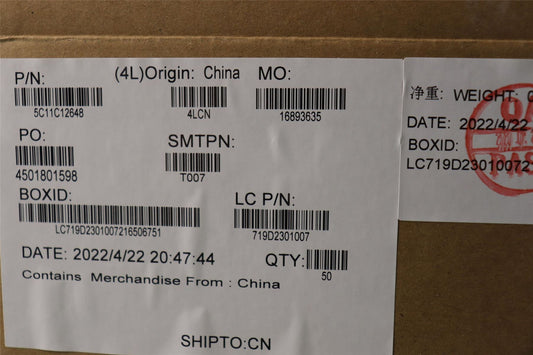 P/N: (4L)Origin: China MO:
5C11C12648 4LCN 16893635
PO: SMTPN:
4501801598 T007
BOXID: LC P/N:
LC719D2301007216506751 719D2301007
DATE: 2022/4/22 20:47:44 QTY:
50
Contains Merchandise From : China
SHIPTO:CN
净重: WEIGHT:
DATE: 2022/4/22
BOXID:
LC719D23010072